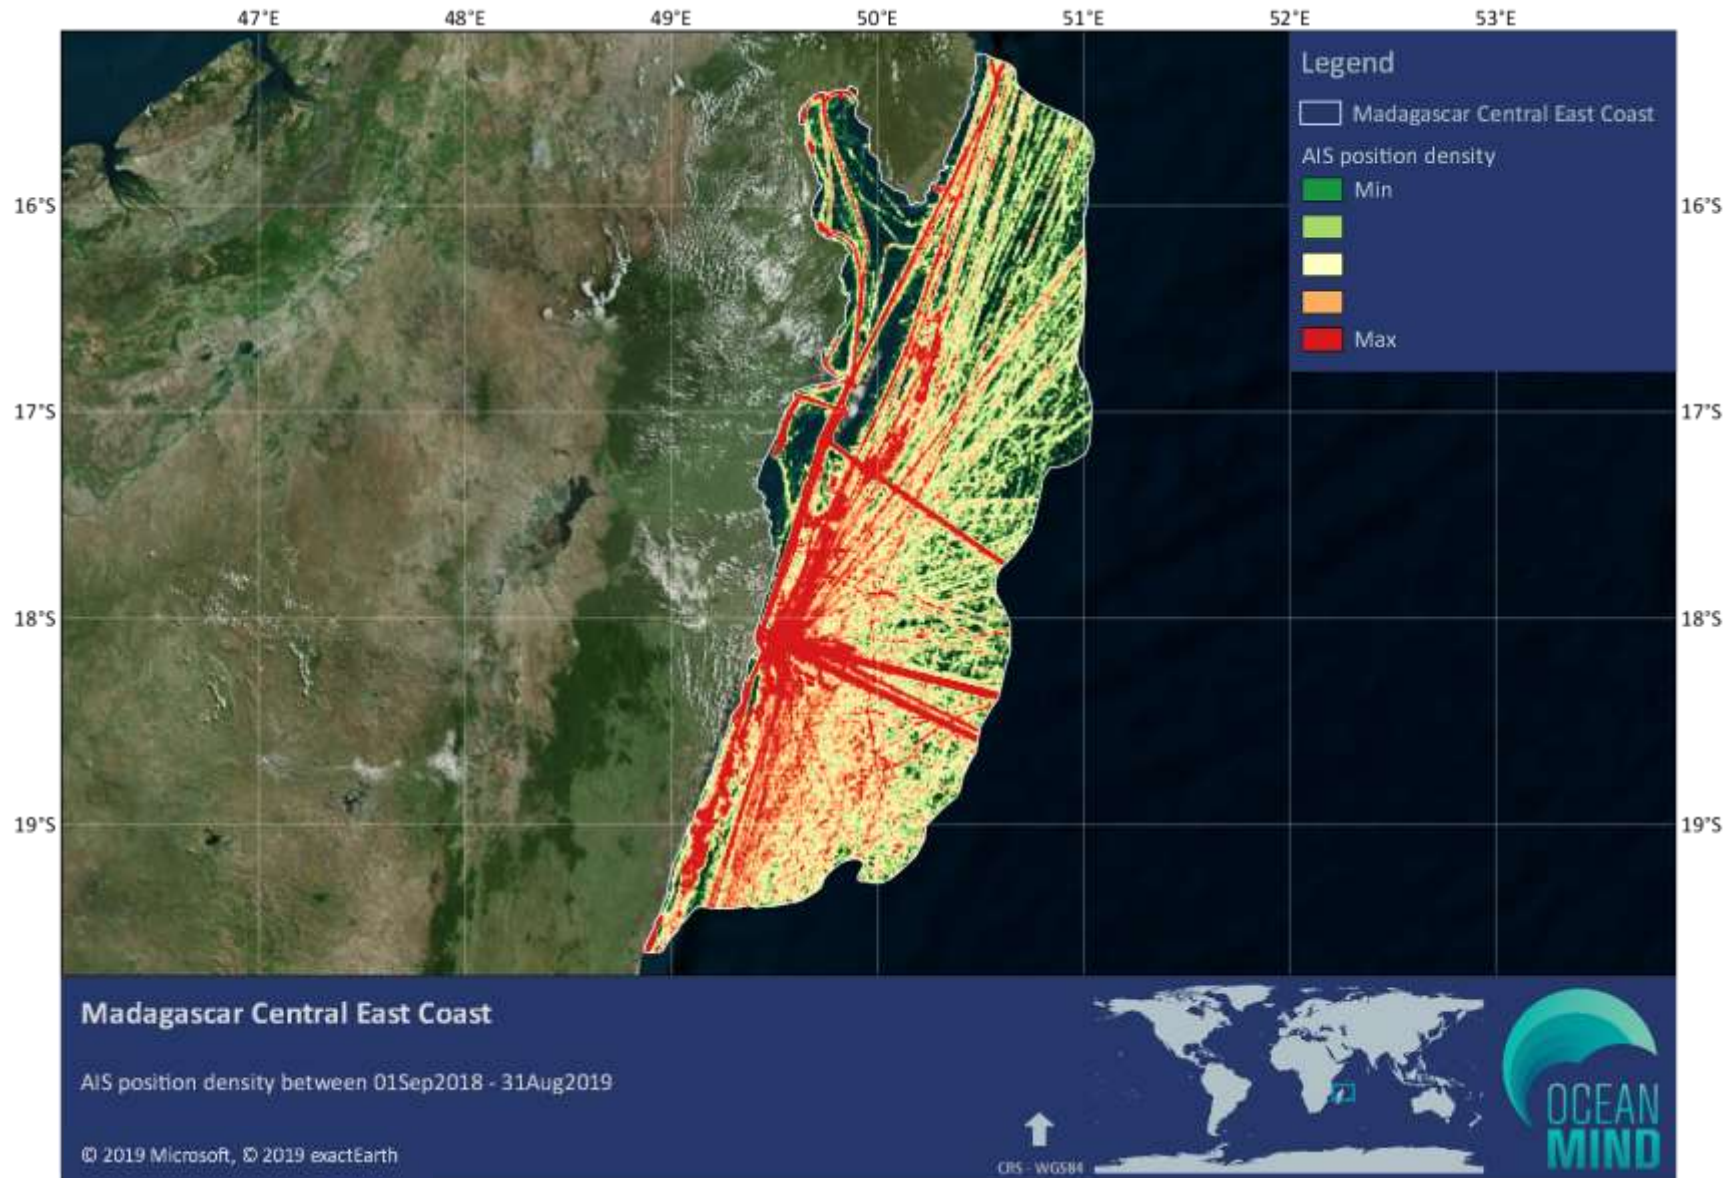 47°E 48°E 49°E 50°E 51°E 52°E 53°E
Legend
Madagascar Central East Coast
AIS position density
Min
Max
16°S 16°S
17°S 17°S
18°S 18°S
19°S 19°S
Madagascar Central East Coast
AIS position density between 01Sep2018 - 31Aug2019
© 2019 Microsoft, © 2019 exactEarth
CRS - WGS84
OCEAN
MIND